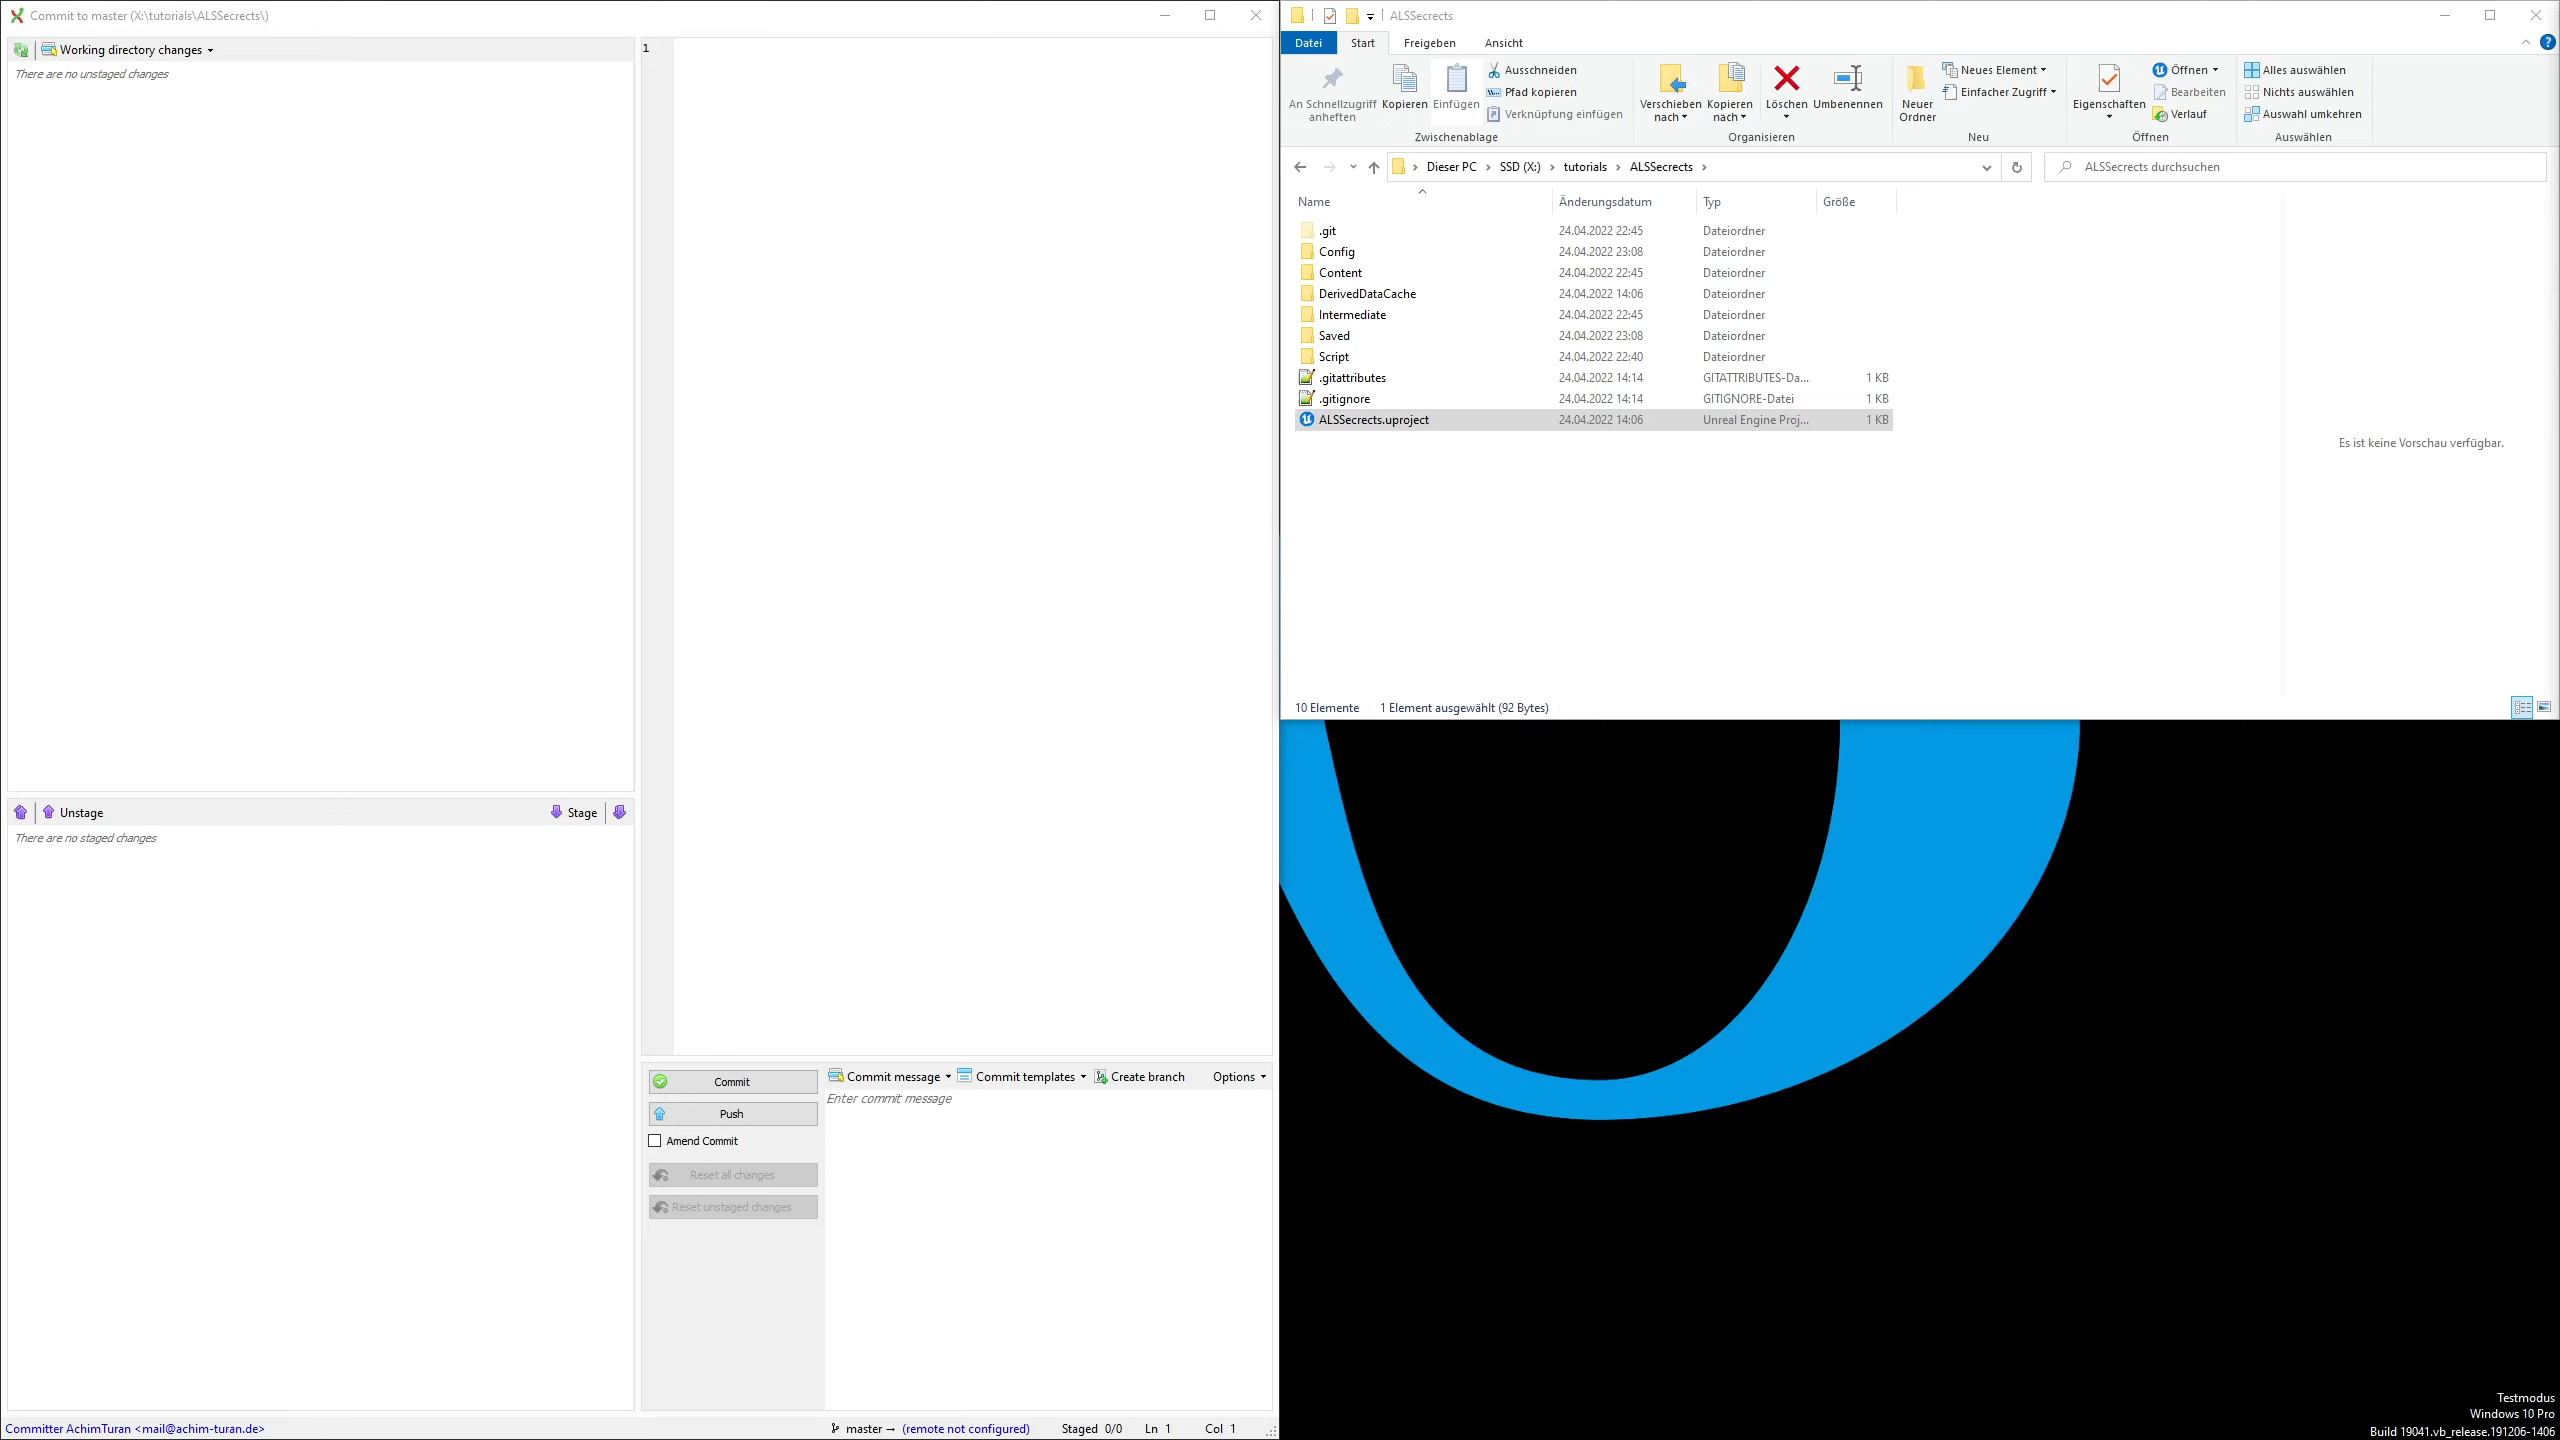 Commit to master (X:\tutorials\ALSSecrects\)
Working directory changes
There are no unstaged changes
1
Unstage
Stage
There are no staged changes
Commit
Push
Amend Commit
Reset all changes
Reset unstaged changes
Commit message
Commit templates
Create branch
Options
Enter commit message
Committer AchimTuran <mail@achim-turan.de>
master → (remote not configured)
Staged 0/0
Ln 1
Col 1
ALSSecrects
Datei
Start
Freigeben
Ansicht
An Schnellzugriff anheften
Kopieren
Einfügen
Ausschneiden
Pfad kopieren
Verknüpfung einfügen
Zwischenablage
Verschieben nach
Kopieren nach
Löschen
Umbenennen
Organisieren
Neuer Ordner
Neues Element
Einfacher Zugriff
Neu
Eigenschaften
Öffnen
Bearbeiten
Verlauf
Öffnen
Alles auswählen
Nichts auswählen
Auswahl umkehren
Auswählen
Dieser PC > SSD (X:) > tutorials > ALSSecrects >
ALSSecrects durchsuchen
Name Änderungsdatum Typ Größe
.git 24.04.2022 22:45 Dateiordner
Config 24.04.2022 23:08 Dateiordner
Content 24.04.2022 22:45 Dateiordner
DerivedDataCache 24.04.2022 14:06 Dateiordner
Intermediate 24.04.2022 22:45 Dateiordner
Saved 24.04.2022 23:08 Dateiordner
Script 24.04.2022 22:40 Dateiordner
.gitattributes 24.04.2022 14:14 GITATTRIBUTES-Da... 1 KB
.gitignore 24.04.2022 14:14 GITIGNORE-Datei 1 KB
ALSSecrects.uproject 24.04.2022 14:06 Unreal Engine Proj... 1 KB
Es ist keine Vorschau verfügbar.
10 Elemente
1 Element ausgewählt (92 Bytes)
Testmodus
Windows 10 Pro
Build 19041.vb_release.191206-1406